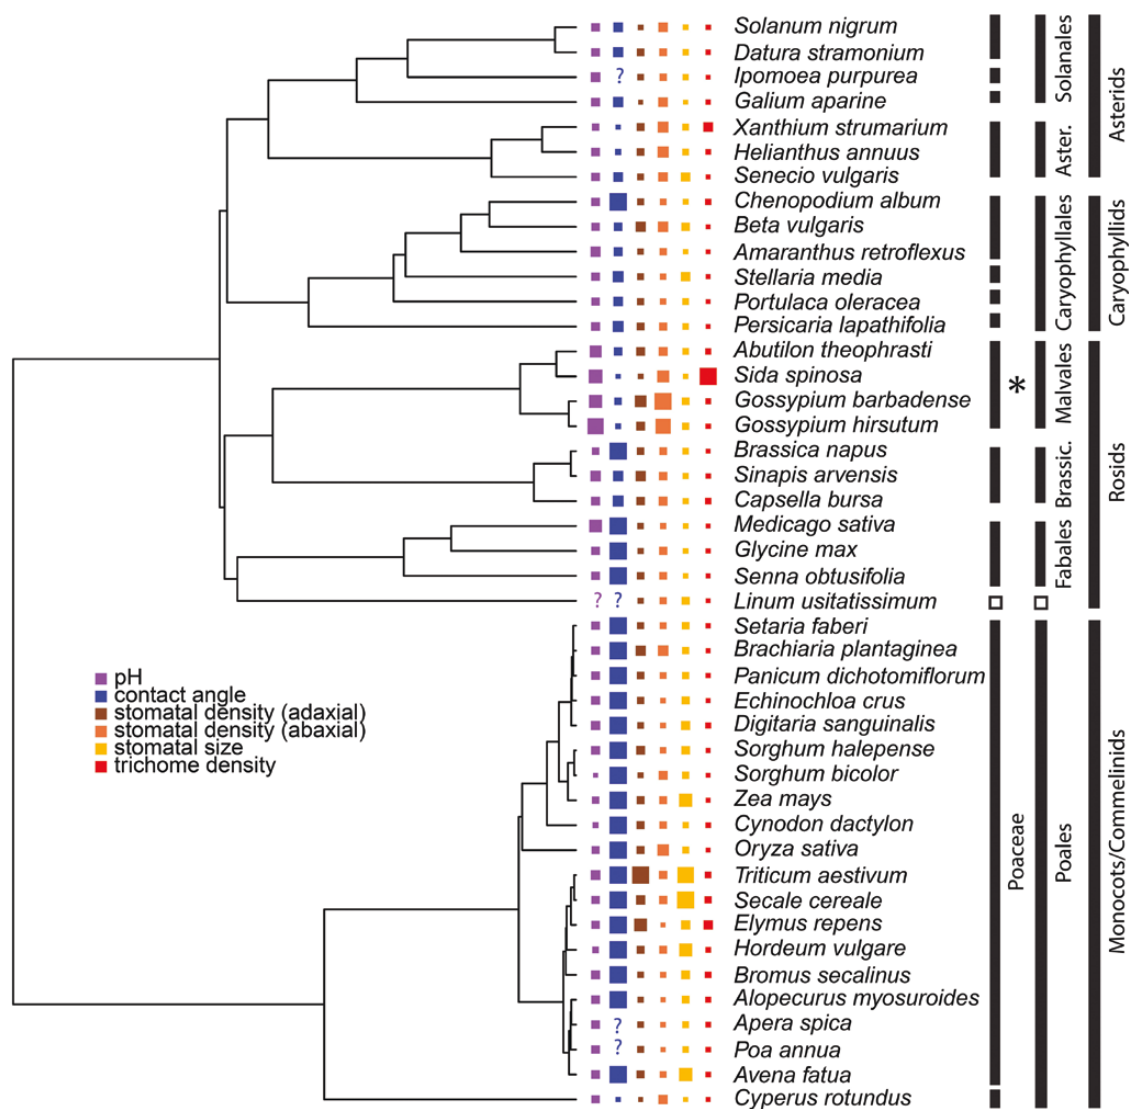 Solanum nigrum
Datura stramonium
? Ipomoea purpurea
Galium aparine
Xanthium strumarium
Helianthus annuus
Senecio vulgaris
Chenopodium album
Beta vulgaris
Amaranthus retroflexus
Stellaria media
Portulaca oleracea
Persicaria lapathifolia
Abutilon theophrasti
Sida spinosa
Gossypium barbadense
Gossypium hirsutum
Brassica napus
Sinapis arvensis
Capsella bursa
Medicago sativa
Glycine max
Senna obtusifolia
? ? Linum usitatissimum
Setaria faberi
Brachiaria plantaginea
Panicum dichotomiflorum
Echinochloa crus
Digitaria sanguinalis
Sorghum halepense
Sorghum bicolor
Zea mays
Cynodon dactylon
Oryza sativa
Triticum aestivum
Secale cereale
Elymus repens
Hordeum vulgare
Bromus secalinus
Alopecurus myosuroides
? Apera spica
? Poa annua
Avena fatua
Cyperus rotundus
pH
contact angle
stomatal density (adaxial)
stomatal density (abaxial)
stomatal size
trichome density
*
Poaceae
Solanales
Aster.
Caryophyllales
Malvales
Brassic.
Fabales
Poales
Asterids
Caryophyllids
Rosids
Monocots/Commelinids